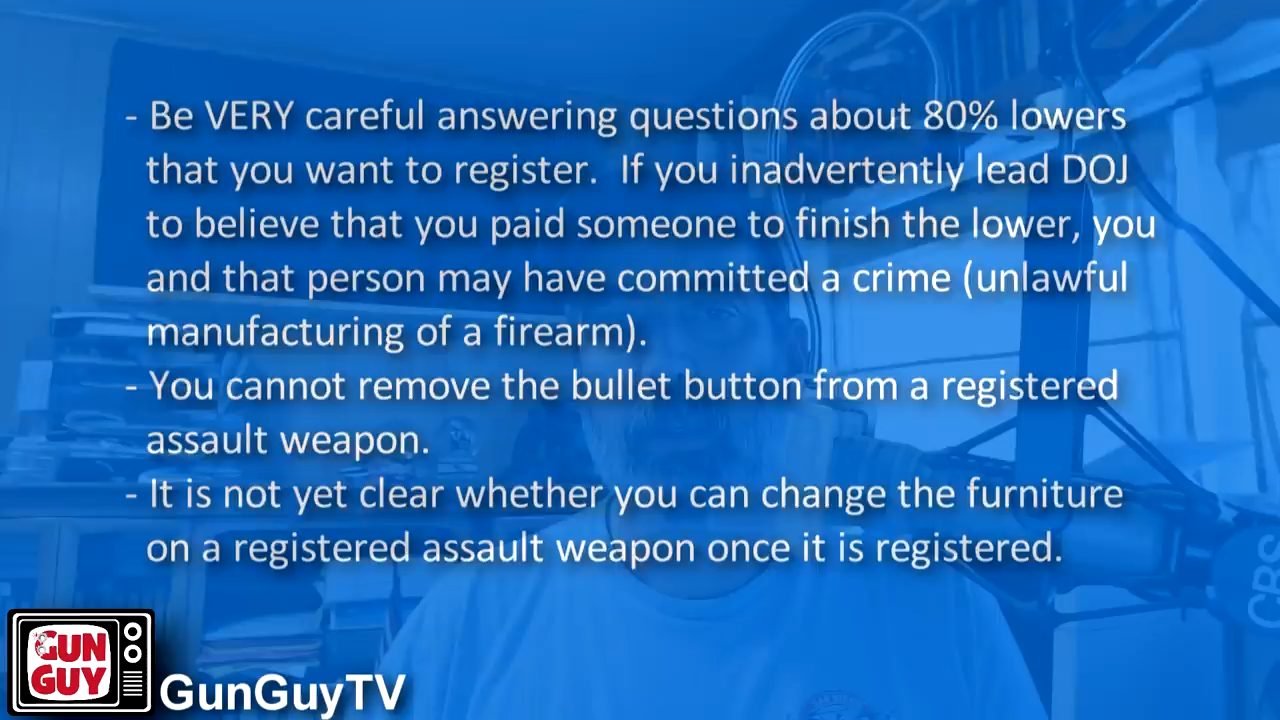 - Be VERY careful answering questions about 80% lowers
that you want to register.  If you inadvertently lead DOJ
to believe that you paid someone to finish the lower, you
and that person may have committed a crime (unlawful
manufacturing of a firearm).
- You cannot remove the bullet button from a registered
assault weapon.
- It is not yet clear whether you can change the furniture
on a registered assault weapon once it is registered.
CBS
GUN
GUY
GunGuyTV